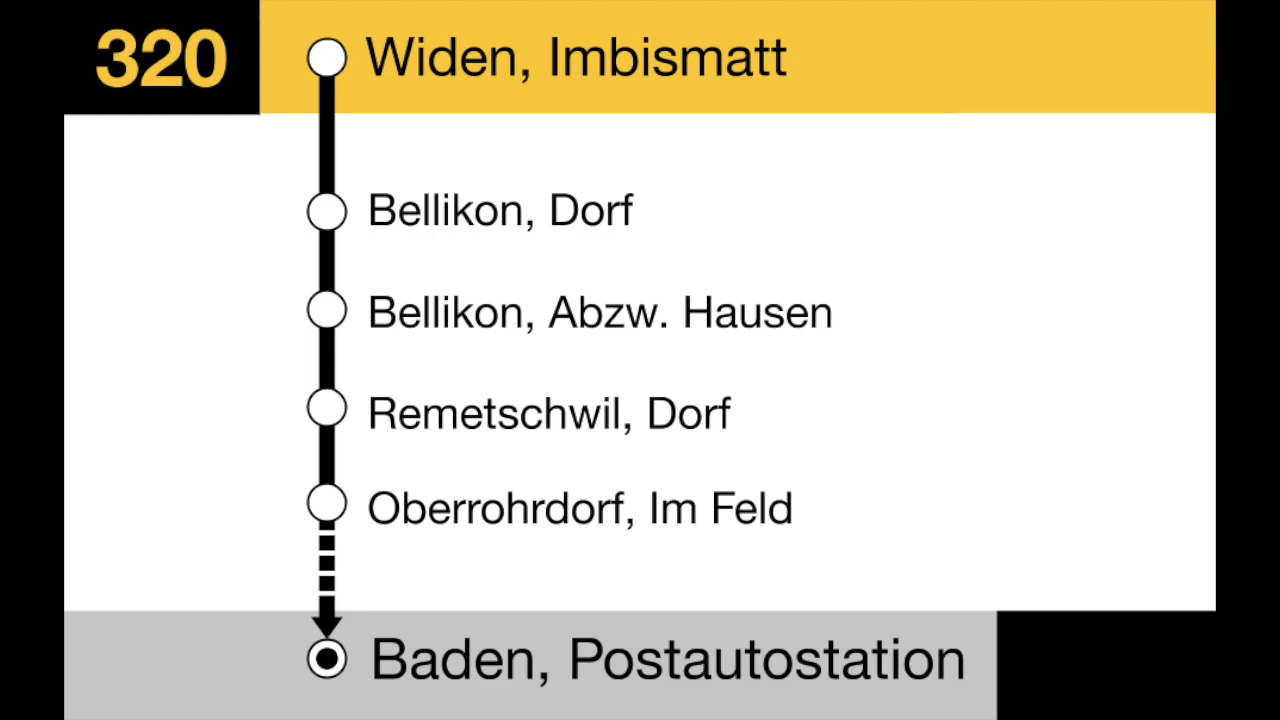 320
Widen, Imbismatt
Bellikon, Dorf
Bellikon, Abzw. Hausen
Remetschwil, Dorf
Oberrohrdorf, Im Feld
Baden, Postautostation